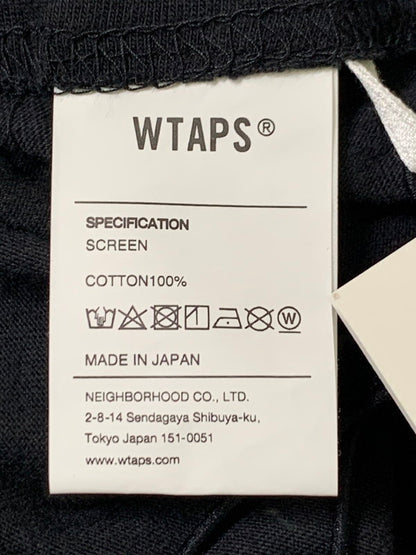 WTAPS®
SPECIFICATION
SCREEN
COTTON100%
W
MADE IN JAPAN
NEIGHBORHOOD CO., LTD.
2-8-14 Sendagaya Shibuya-ku,
Tokyo Japan 151-0051
www.wtaps.com